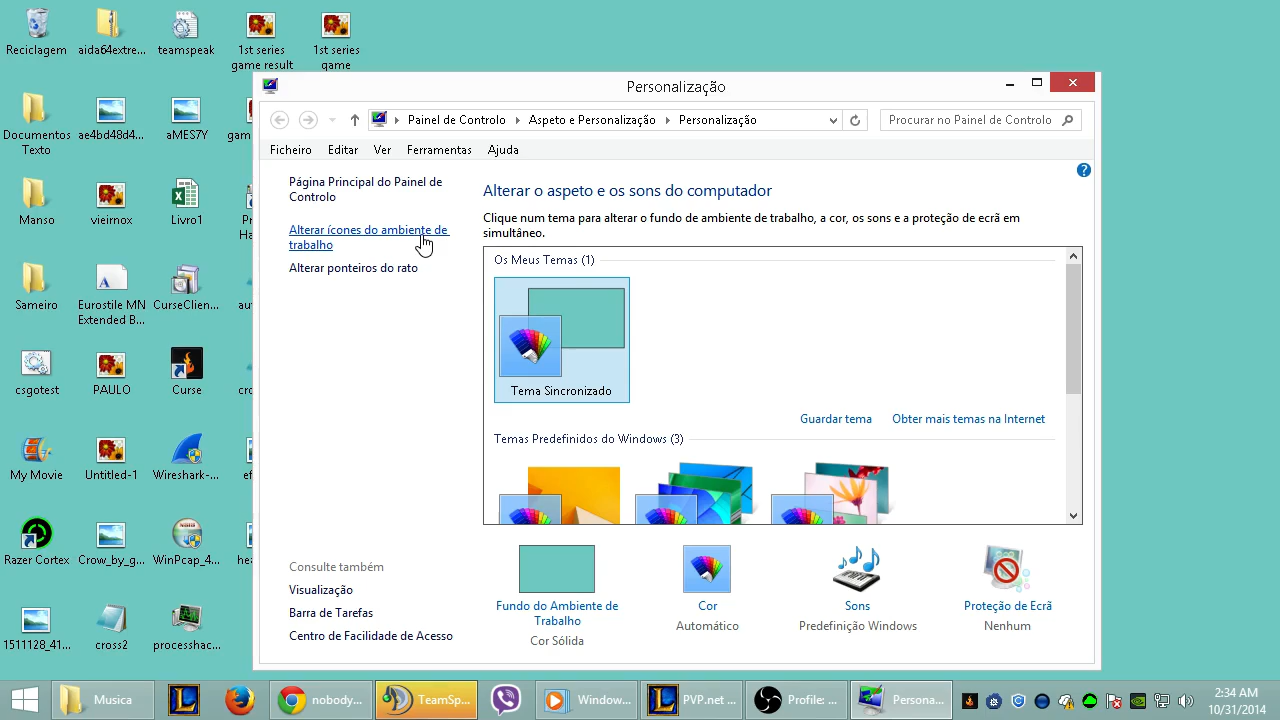 Reciclagem
aida64extre...
teamspeak
1st series
game result
1st series
game
Personalização
Painel de Controlo
Aspeto e Personalização
Personalização
Procurar no Painel de Controlo
Ficheiro
Editar
Ver
Ferramentas
Ajuda
Documentos
Texto
ae4bd48d4...
aMES7Y
Página Principal do Painel de
Controlo
Alterar ícones do ambiente de
trabalho
Alterar ponteiros do rato
Alterar o aspeto e os sons do computador
Clique num tema para alterar o fundo de ambiente de trabalho, a cor, os sons e a proteção de ecrã em
simultâneo.
Os Meus Temas (1)
Tema Sincronizado
Guardar tema
Obter mais temas na Internet
Temas Predefinidos do Windows (3)
Manso
vieirnox
Livro1
Sameiro
Eurostile MN
Extended B...
CurseClien...
csgotest
PAULO
Curse
My Movie
Untitled-1
Wireshark-...
Razer Cortex
Crow_by_g...
WinPcap_4...
1511128_41...
cross2
processhac...
Consulte também
Visualização
Barra de Tarefas
Centro de Facilidade de Acesso
Fundo do Ambiente de
Trabalho
Cor Sólida
Cor
Automático
Sons
Predefinição Windows
Proteção de Ecrã
Nenhum
Musica
nobody...
TeamSp...
Window...
PVP.net ...
Profile: ...
Persona...
2:34 AM
10/31/2014